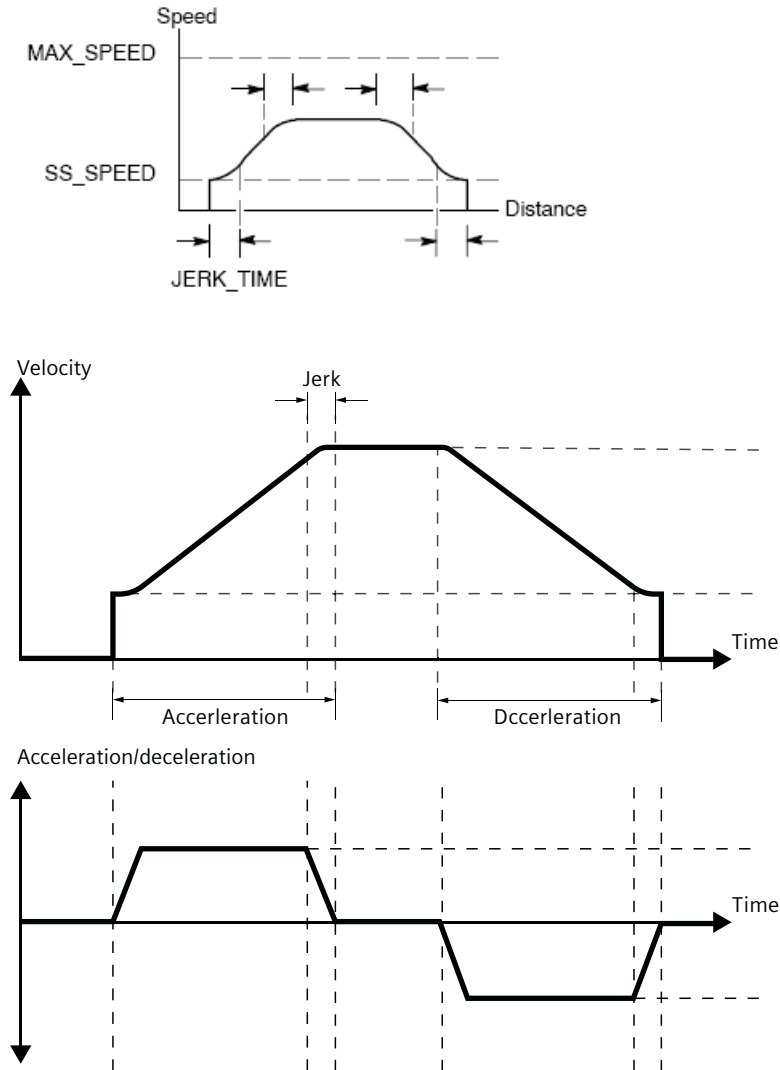 Speed
MAX_SPEED
SS_SPEED
Distance
JERK_TIME
Velocity
Jerk
Time
Accerleration
Dccerleration
Acceleration/deceleration
Time